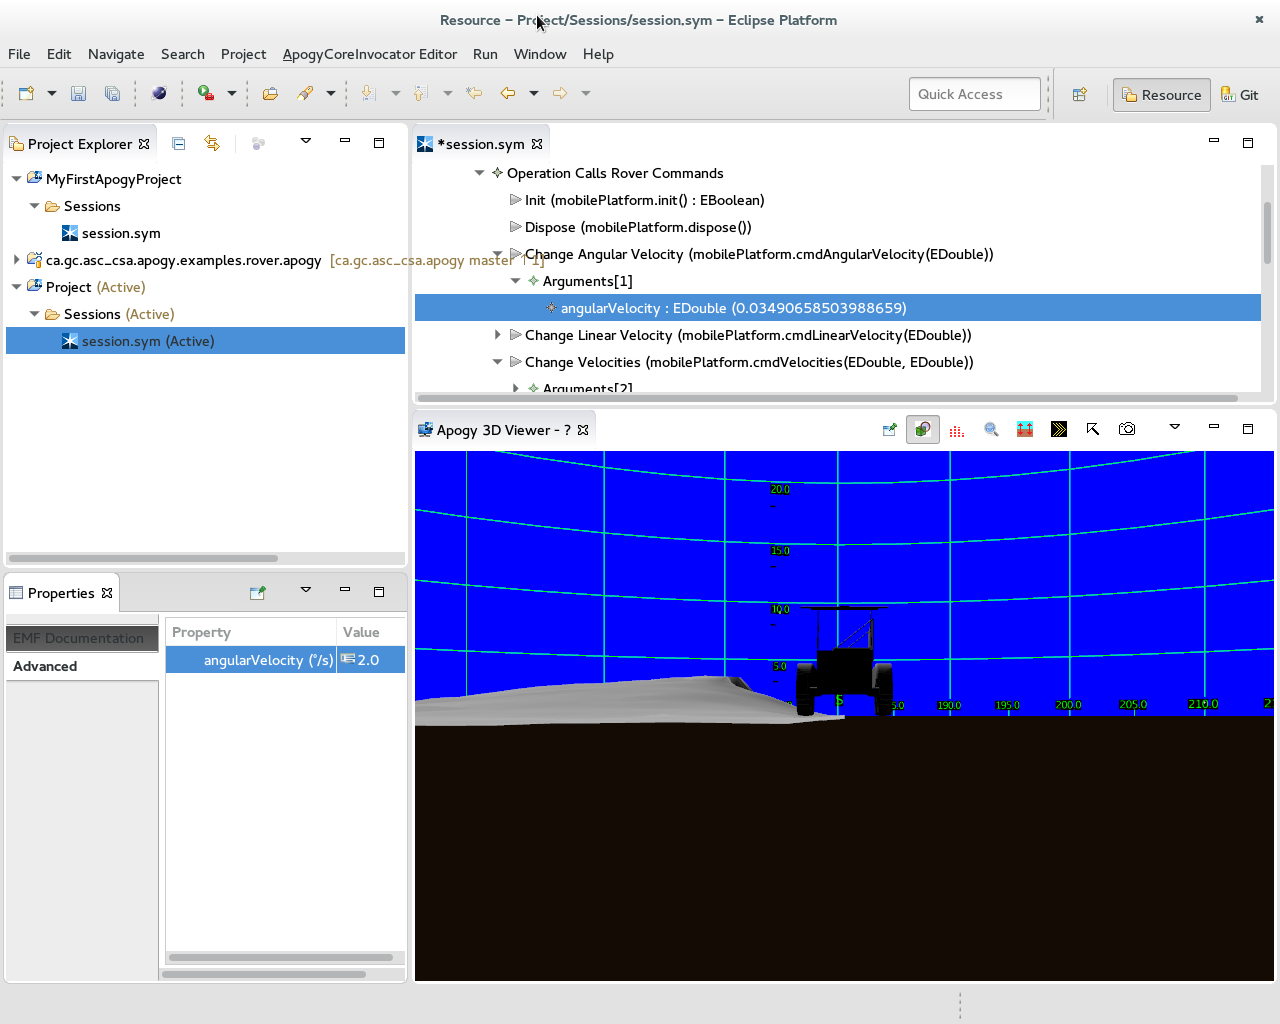 Resource – Project/Sessions/session.sym – Eclipse Platform
File Edit Navigate Search Project ApogyCoreInvocator Editor Run Window Help
Quick Access
Resource
Git
Project Explorer
MyFirstApogyProject
Sessions
session.sym
ca.gc.asc_csa.apogy.examples.rover.apogy [ca.gc.asc_csa.apogy master ↑1]
Project (Active)
Sessions (Active)
session.sym (Active)
*session.sym
Operation Calls Rover Commands
Init (mobilePlatform.init() : EBoolean)
Dispose (mobilePlatform.dispose())
Change Angular Velocity (mobilePlatform.cmdAngularVelocity(EDouble))
Arguments[1]
angularVelocity : EDouble (0.03490658503988659)
Change Linear Velocity (mobilePlatform.cmdLinearVelocity(EDouble))
Change Velocities (mobilePlatform.cmdVelocities(EDouble, EDouble))
Arguments[2]
Properties
EMF Documentation
Advanced
Property Value
angularVelocity (°/s) 2.0
Apogy 3D Viewer - ?
20.0
15.0
10.0
5.0
S 5.0 190.0 195.0 200.0 205.0 210.0 2